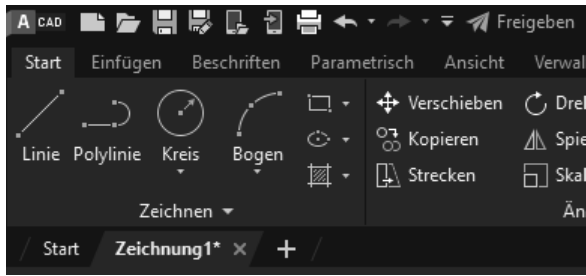 A CAD Freigeben
Start Einfügen Beschriften Parametrisch Ansicht
Verschieben
Kopieren
Linie Polylinie Kreis Bogen
Strecken
Zeichnen
Start Zeichnung1* +